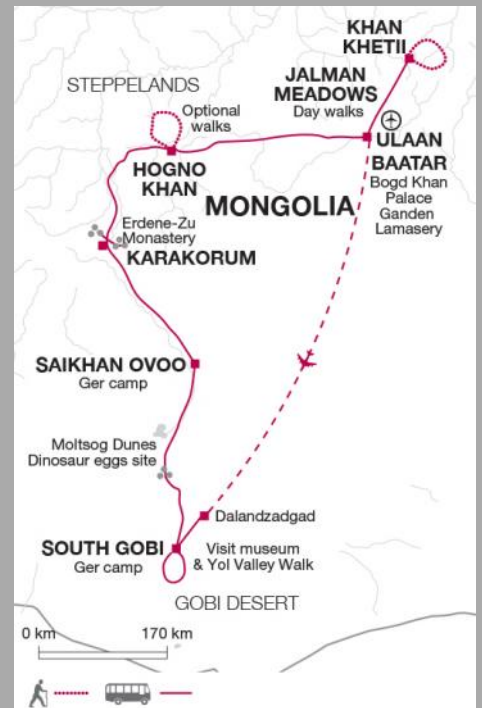 KHAN
KHETII
STEPPELANDS
JALMAN
MEADOWS
Day walks
Optional
walks
ULAAN
BAATAR
Bogd Khan
Palace
Ganden
Lamasery
HOGNO
KHAN
MONGOLIA
Erdene-Zu
Monastery
KARAKORUM
SAIKHAN OVOO
Ger camp
Moltsog Dunes
Dinosaur eggs site
Dalandzadgad
SOUTH GOBI
Ger camp
Visit museum
& Yol Valley Walk
GOBI DESERT
0 km 170 km